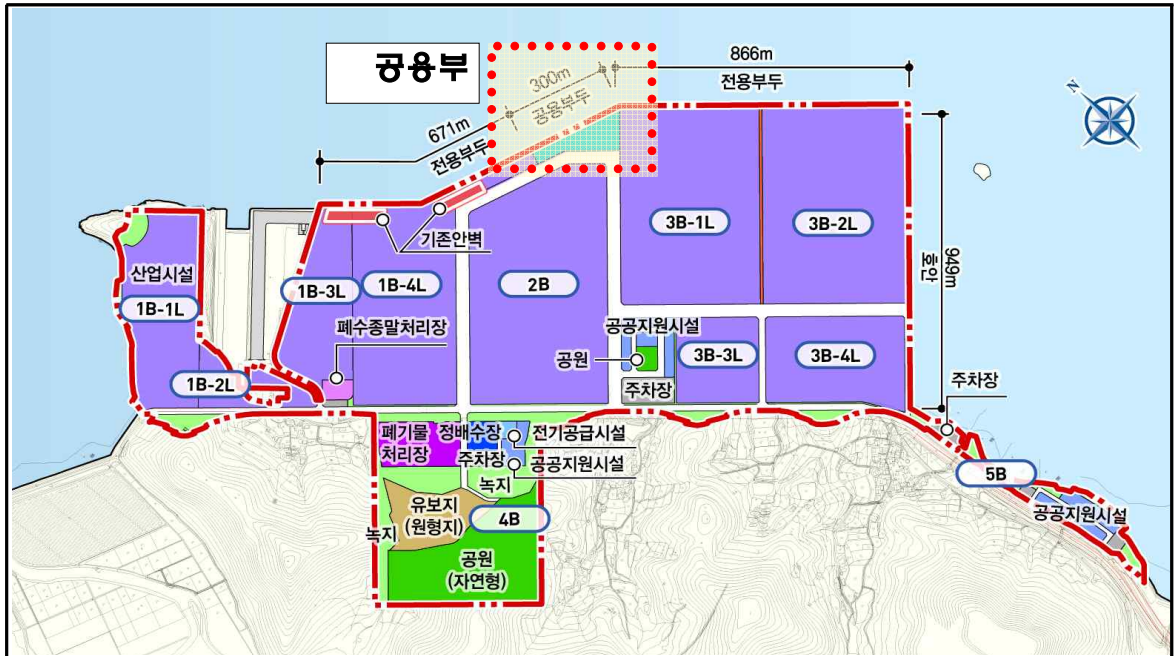 공용부
300m
공용부두
866m
전용부두
671m
전용부두
N
기존안벽
949m
호안
산업시설
1B-1L
1B-2L
1B-3L
1B-4L
2B
3B-1L
3B-2L
폐수종말처리장
공공지원시설
공원
주차장
3B-3L
3B-4L
주차장
폐기물
처리장
정배수장
주차장
전기공급시설
공공지원시설
녹지
유보지
(원형지)
4B
녹지
공원
(자연형)
5B
공공지원시설